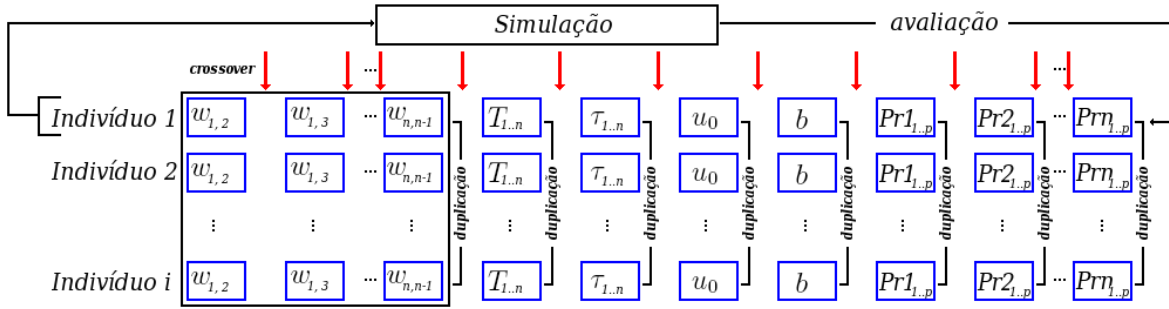 Simulação avaliação
crossover ... ...
Indivíduo 1 w1,2 w1,3 ... wn,n-1 T1..n τ1..n u0 b Pr11..p Pr21..p ... Prn1..p
Indivíduo 2 w1,2 w1,3 ... wn,n-1 T1..n τ1..n u0 b Pr11..p Pr21..p ... Prn1..p
duplicação duplicação duplicação duplicação duplicação duplicação duplicação duplicação
⋮ ⋮ ⋮ ⋮ ⋮ ⋮ ⋮ ⋮ ⋮ ⋮
Indivíduo i w1,2 w1,3 ... wn,n-1 T1..n τ1..n u0 b Pr11..p Pr21..p ... Prn1..p